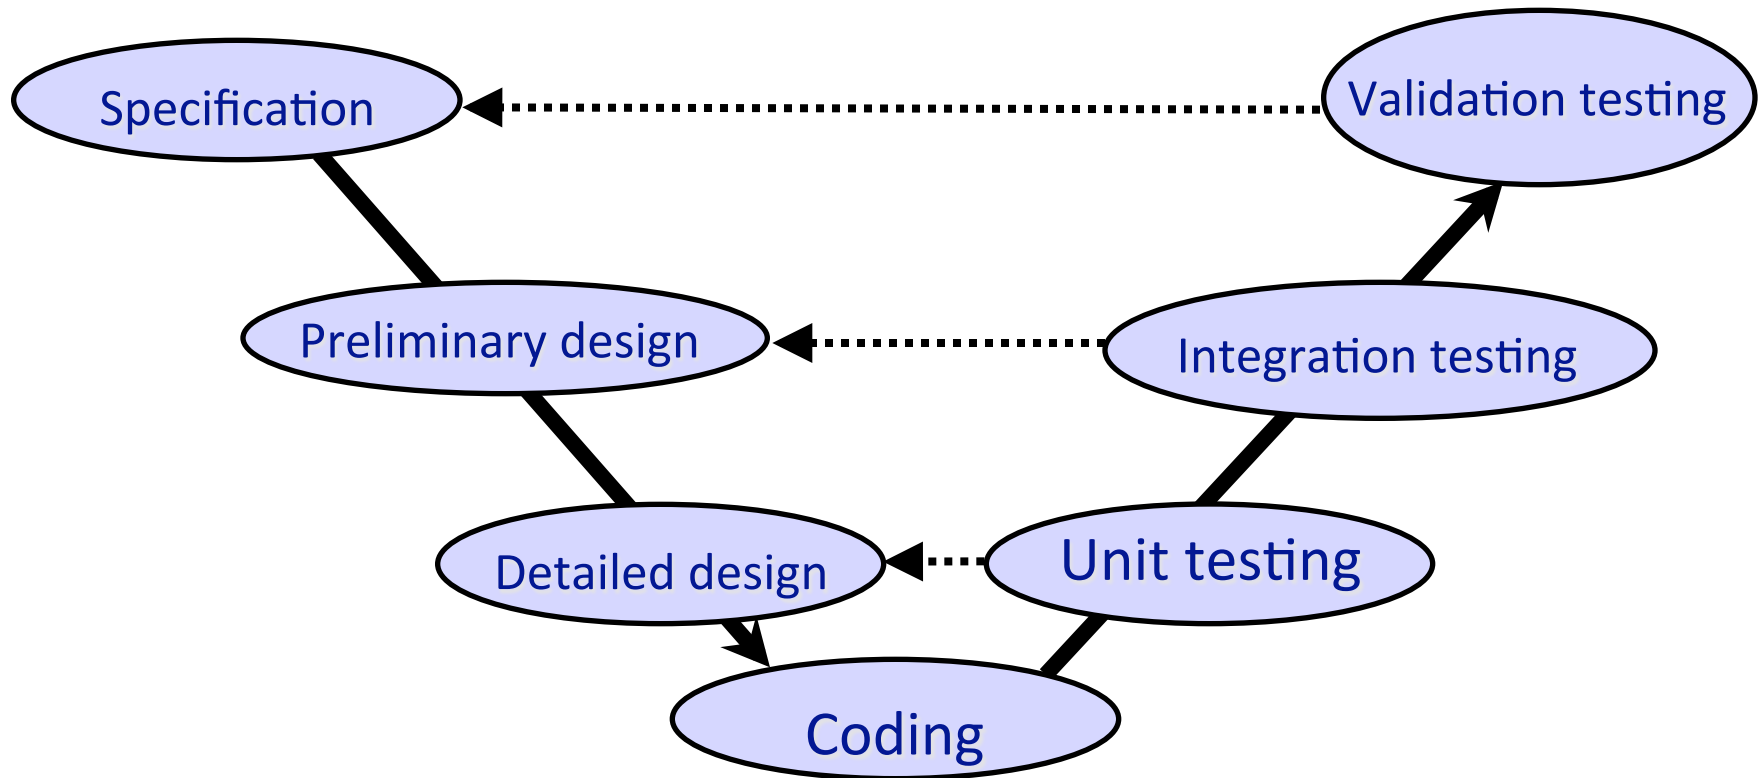 Specification
Validation testing
Preliminary design
Integration testing
Detailed design
Unit testing
Coding